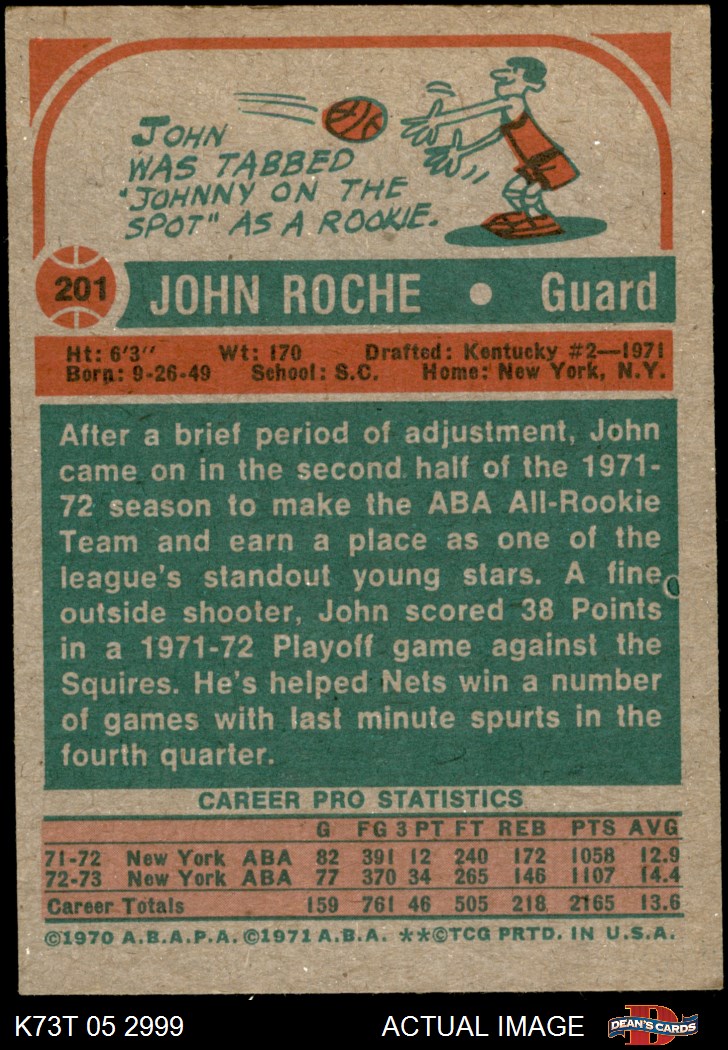 JOHN
WAS TABBED
"JOHNNY ON THE
SPOT" AS A ROOKIE.
201 JOHN ROCHE • Guard
Ht: 6'3" Wt: 170 Drafted: Kentucky #2—1971
Born: 9-26-49 School: S.C. Home: New York, N.Y.
After a brief period of adjustment, John
came on in the second half of the 1971-
72 season to make the ABA All-Rookie
Team and earn a place as one of the
league's standout young stars. A fine
outside shooter, John scored 38 Points
in a 1971-72 Playoff game against the
Squires. He's helped Nets win a number
of games with last minute spurts in the
fourth quarter.
CAREER PRO STATISTICS
G FG 3 PT FT REB PTS AVG
71-72 New York ABA 82 391 12 240 172 1058 12.9
72-73 New York ABA 77 370 34 265 146 1107 14.4
Career Totals 159 761 46 505 218 2165 13.6
©1970 A.B.A.P.A. ©1971 A.B.A. **©TCG PRTD. IN U.S.A.
K73T 05 2999 ACTUAL IMAGE D DEAN'S CARDS